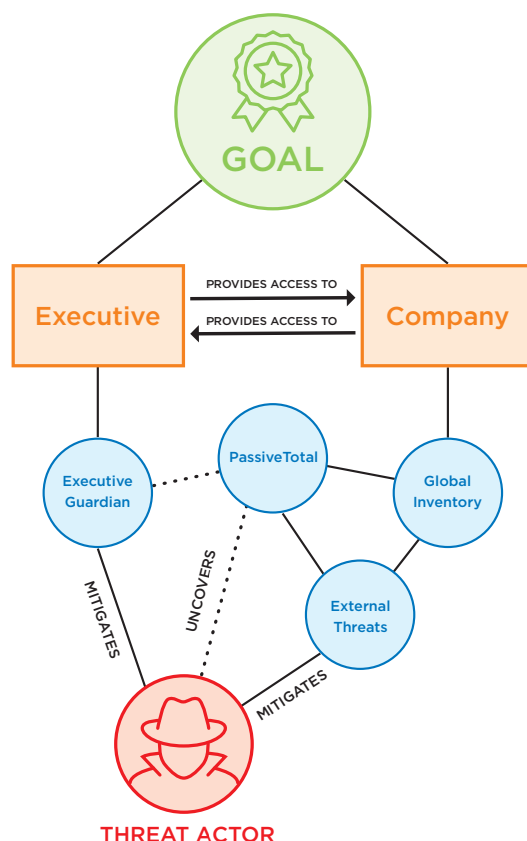 GOAL
PROVIDES ACCESS TO
Executive
Company
PROVIDES ACCESS TO
PassiveTotal
Executive
Guardian
Global
Inventory
UNCOVERS
MITIGATES
External
Threats
MITIGATES
THREAT ACTOR